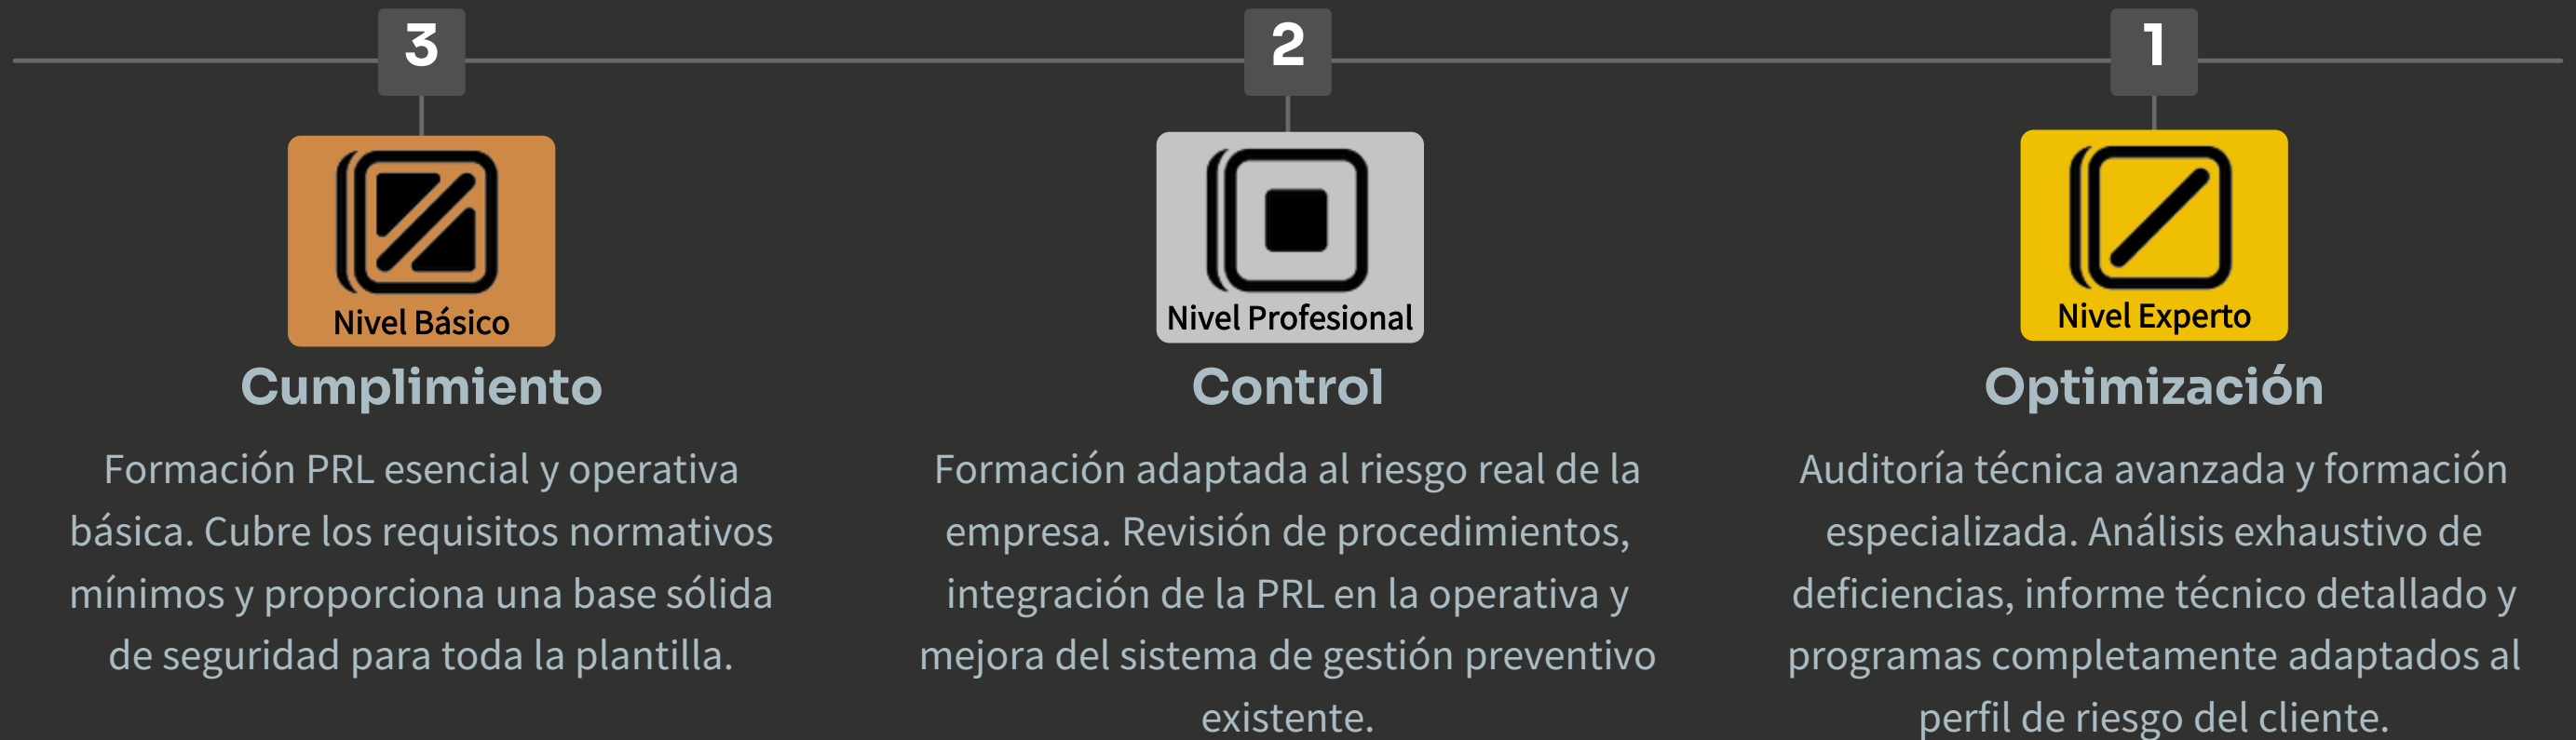 3
Nivel Básico
Cumplimiento
Formación PRL esencial y operativa
básica. Cubre los requisitos normativos
mínimos y proporciona una base sólida
de seguridad para toda la plantilla.
2
Nivel Profesional
Control
Formación adaptada al riesgo real de la
empresa. Revisión de procedimientos,
integración de la PRL en la operativa y
mejora del sistema de gestión preventivo
existente.
1
Nivel Experto
Optimización
Auditoría técnica avanzada y formación
especializada. Análisis exhaustivo de
deficiencias, informe técnico detallado y
programas completamente adaptados al
perfil de riesgo del cliente.